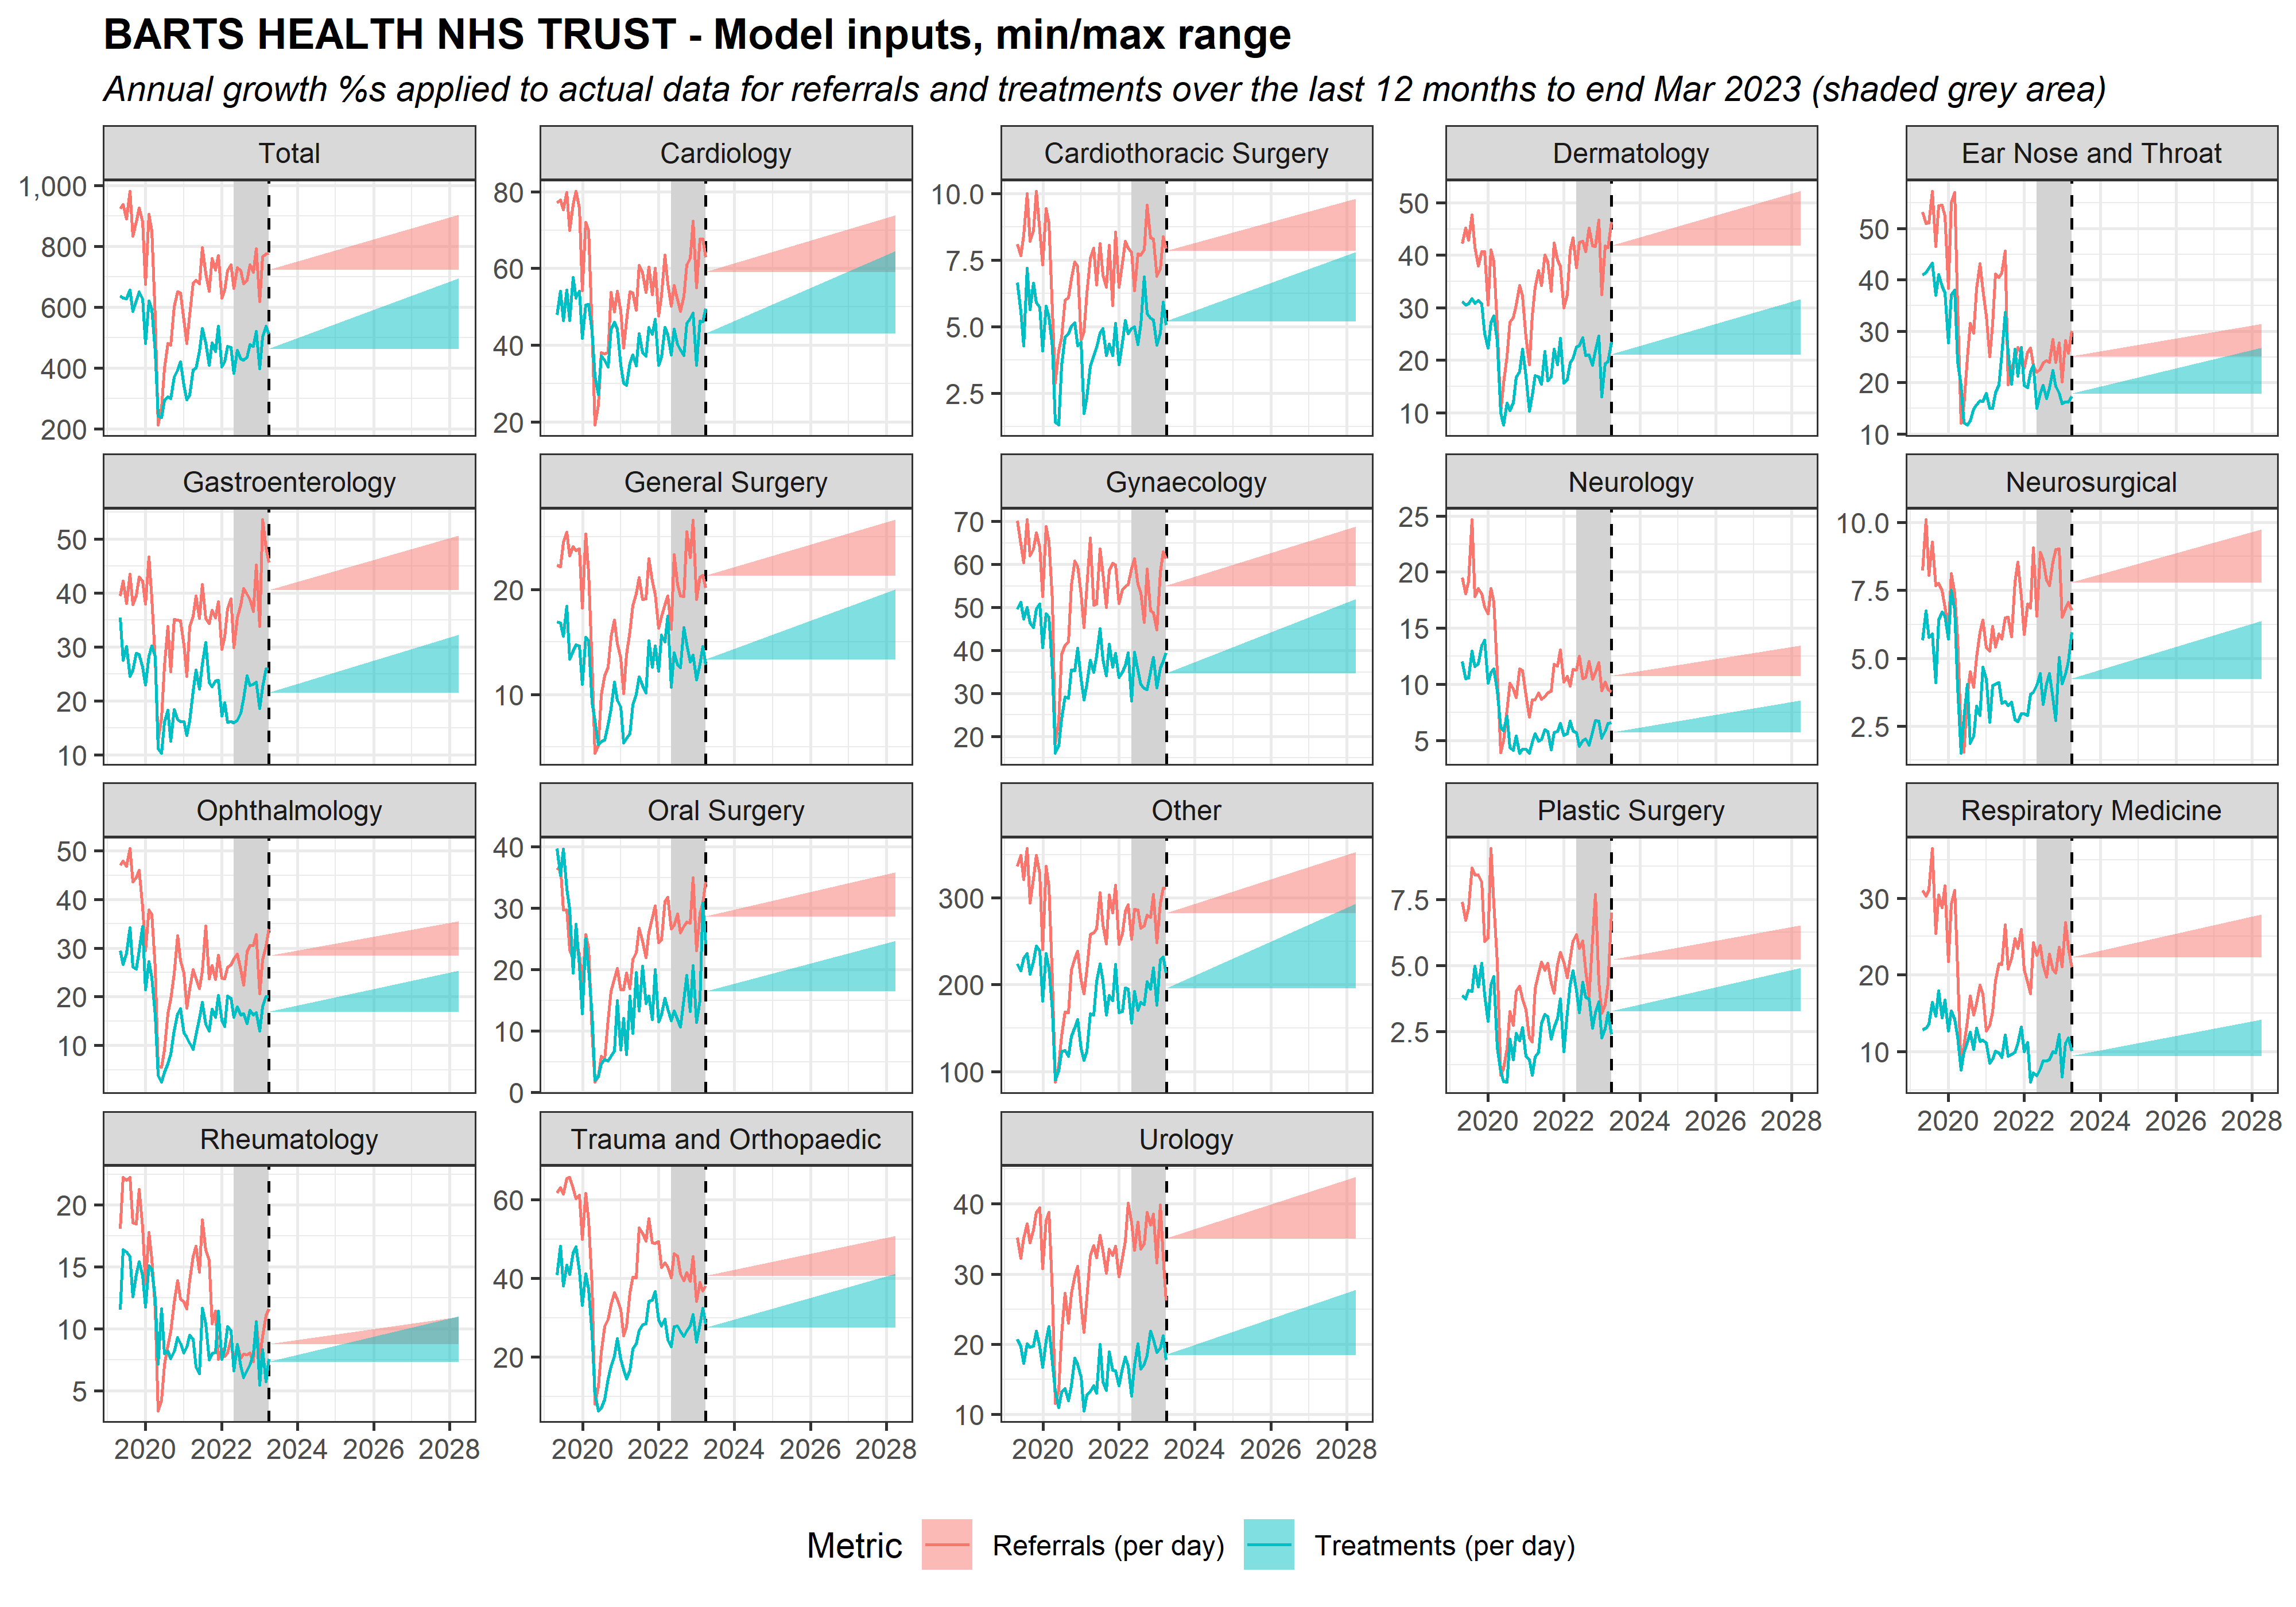 BARTS HEALTH NHS TRUST - Model inputs, min/max range
Annual growth %s applied to actual data for referrals and treatments over the last 12 months to end Mar 2023 (shaded grey area)
Total
Cardiology
Cardiothoracic Surgery
Dermatology
Ear Nose and Throat
1,000
800
600
400
200
80
60
40
20
10.0
7.5
5.0
2.5
50
40
30
20
10
50
40
30
20
10
Gastroenterology
General Surgery
Gynaecology
Neurology
Neurosurgical
50
40
30
20
10
20
10
70
60
50
40
30
20
25
20
15
10
5
10.0
7.5
5.0
2.5
Ophthalmology
Oral Surgery
Other
Plastic Surgery
Respiratory Medicine
50
40
30
20
10
40
30
20
10
0
300
200
100
7.5
5.0
2.5
30
20
10
2020 2022 2024 2026 2028
2020 2022 2024 2026 2028
Rheumatology
Trauma and Orthopaedic
Urology
20
15
10
5
60
40
20
40
30
20
10
2020 2022 2024 2026 2028
2020 2022 2024 2026 2028
2020 2022 2024 2026 2028
Metric Referrals (per day) Treatments (per day)